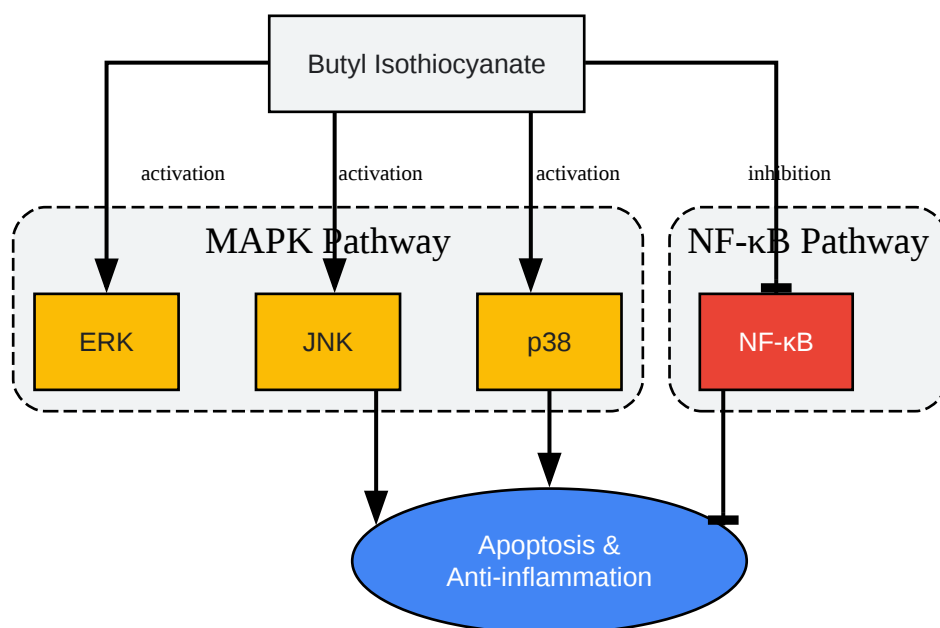 Butyl Isothiocyanate
activation
activation
activation
inhibition
MAPK Pathway
NF-κB Pathway
ERK
JNK
p38
NF-κB
Apoptosis &
Anti-inflammation